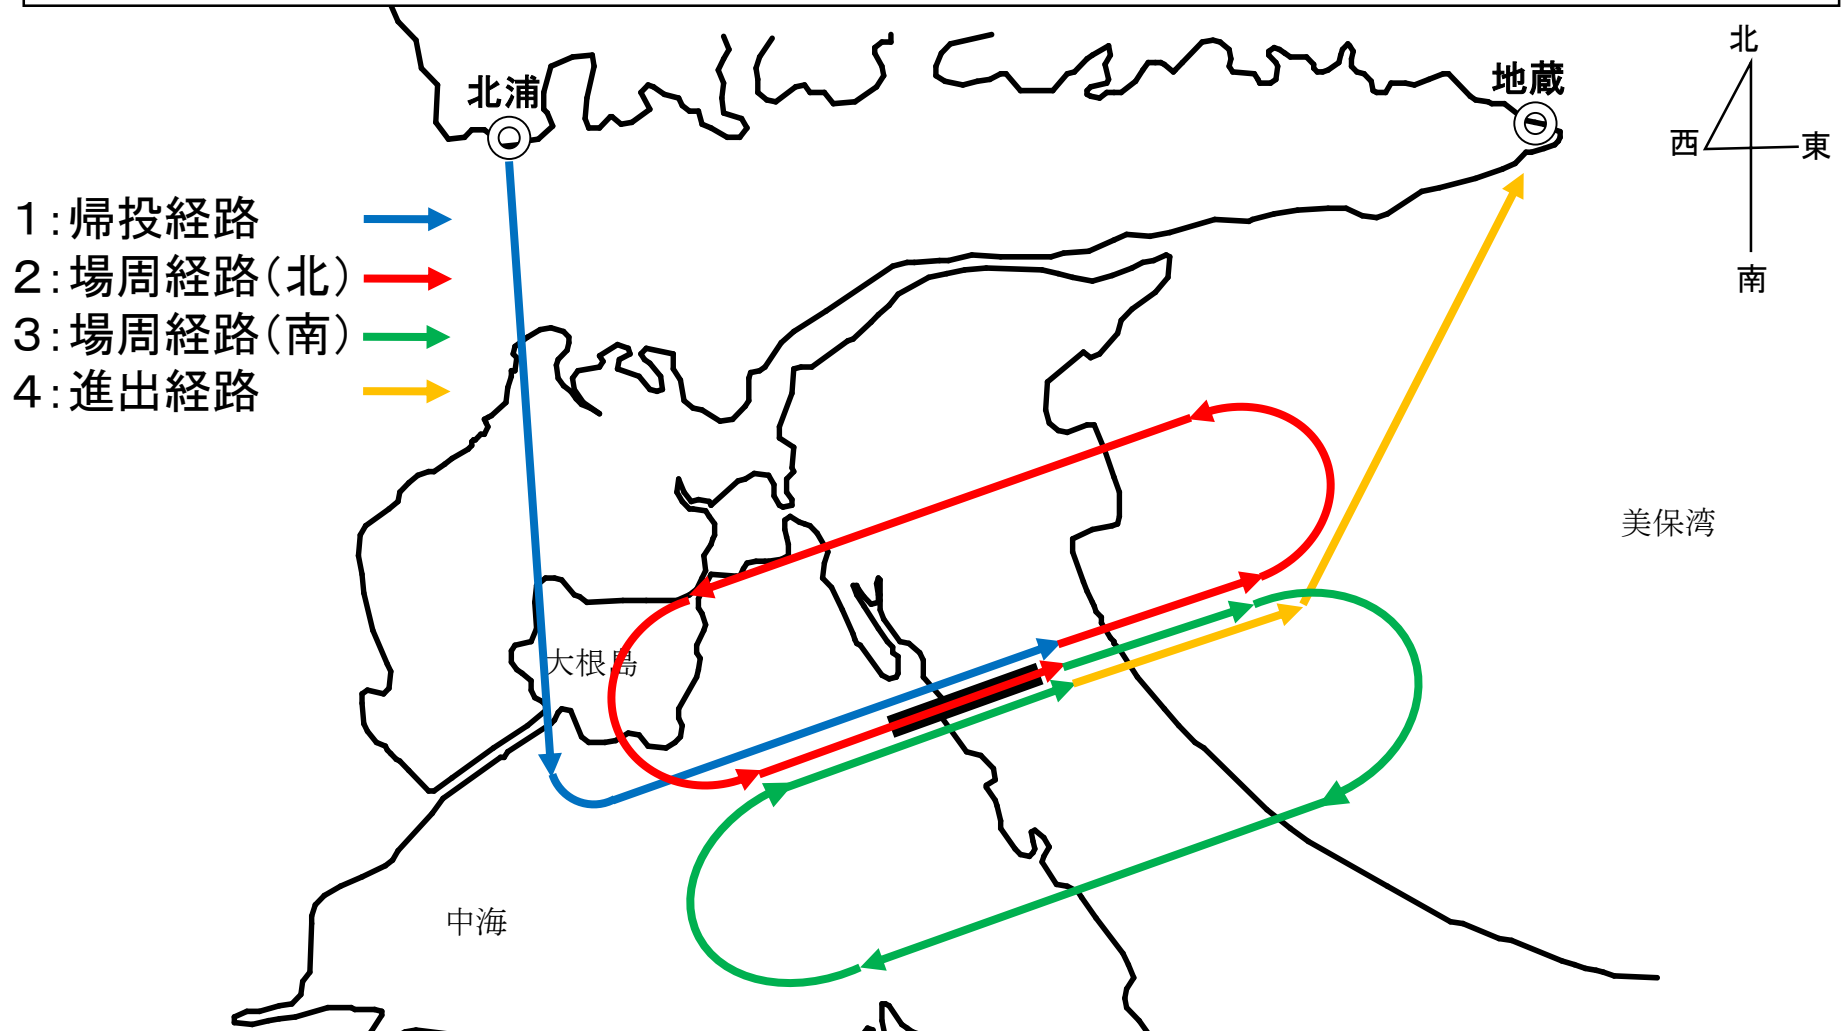 北
北浦
地蔵
西
東
1:帰投経路
2:場周経路(北)
南
3:場周経路(南)
4:進出経路
美保湾
大根島
中海